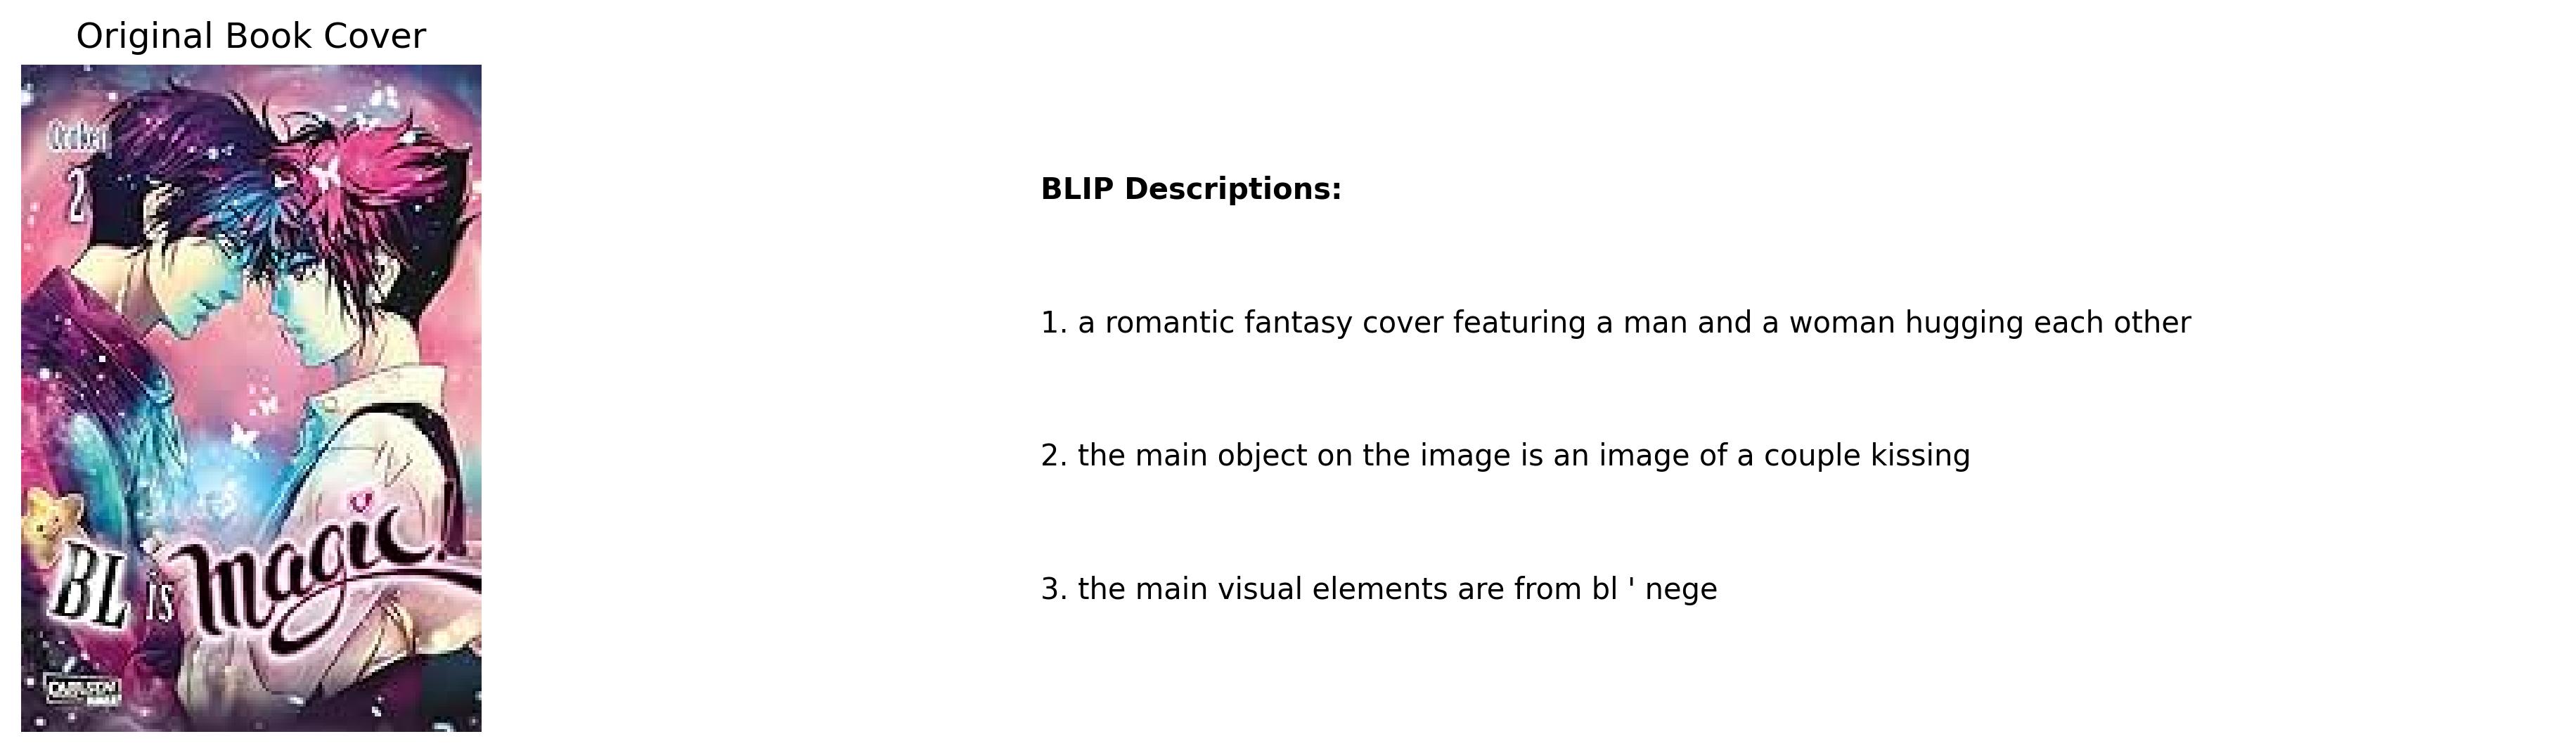 Original Book Cover
2
BL is magic
CARLSEN
BLIP Descriptions:
1. a romantic fantasy cover featuring a man and a woman hugging each other
2. the main object on the image is an image of a couple kissing
3. the main visual elements are from bl ' nege